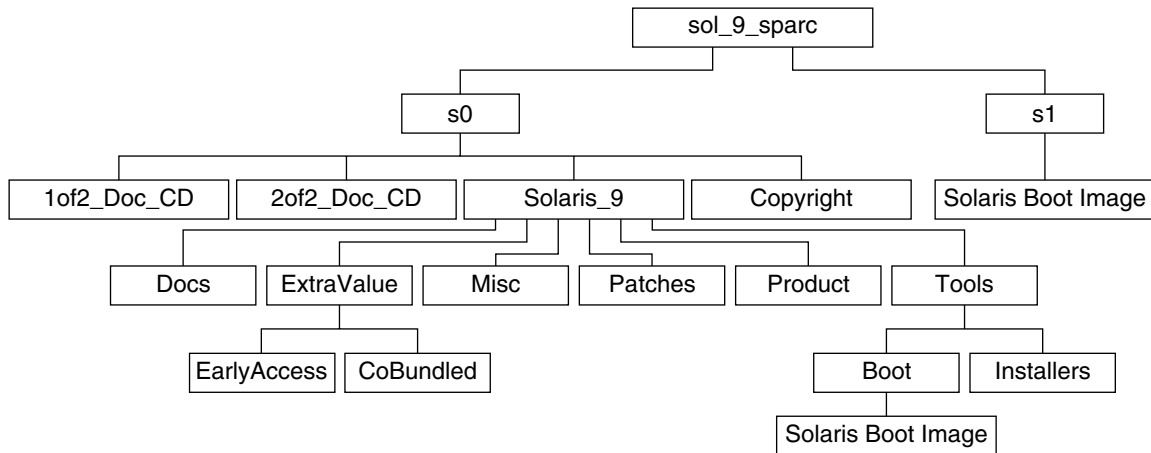 sol_9_sparc
s0
s1
1of2_Doc_CD
2of2_Doc_CD
Solaris_9
Copyright
Solaris Boot Image
Docs
ExtraValue
Misc
Patches
Product
Tools
EarlyAccess
CoBundled
Boot
Installers
Solaris Boot Image